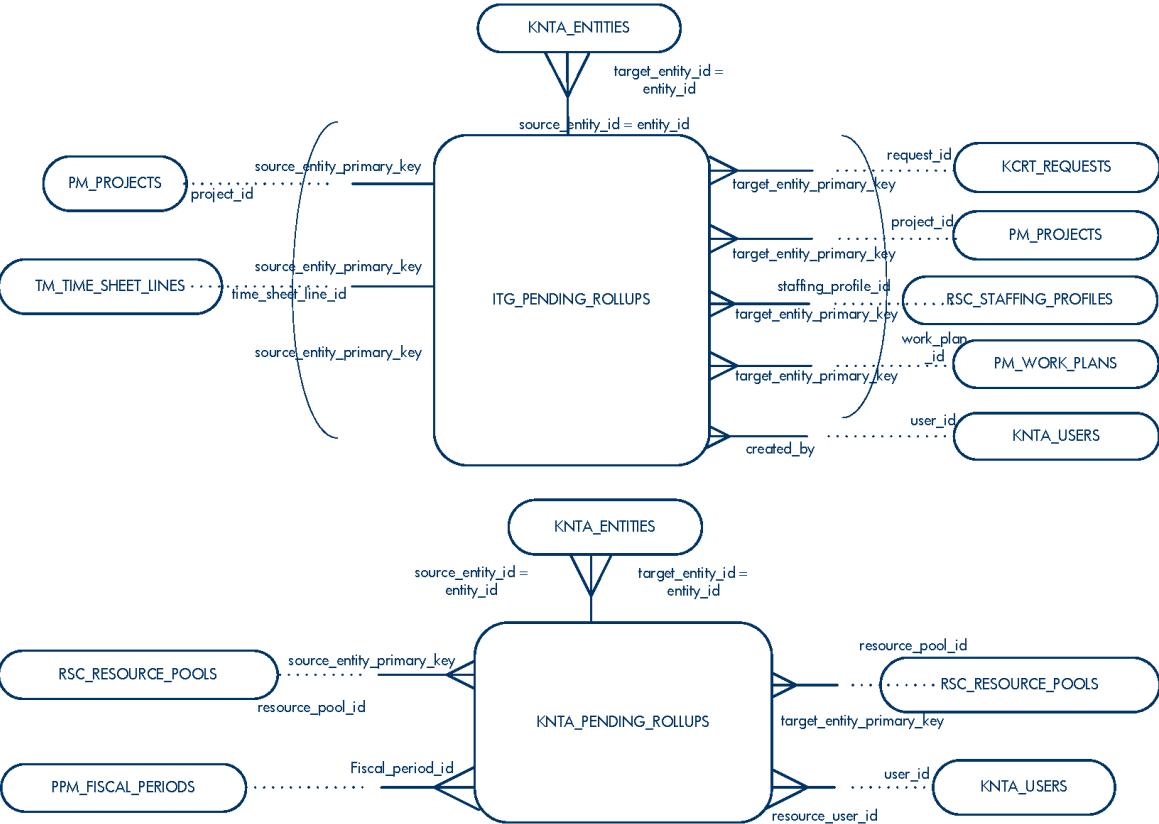 KNTA_ENTITIES
target_entity_id =
entity_id
source_entity_id = entity_id
source_entity_primary_key
PM_PROJECTS
project_id
source_entity_primary_key
TM_TIME_SHEET_LINES
time_sheet_line_id
source_entity_primary_key
ITG_PENDING_ROLLUPS
request_id
KCRT_REQUESTS
target_entity_primary_key
project_id
PM_PROJECTS
target_entity_primary_key
staffing_profile_id
RSC_STAFFING_PROFILES
target_entity_primary_key
work_plan
_id
PM_WORK_PLANS
target_entity_primary_key
user_id
KNTA_USERS
created_by
KNTA_ENTITIES
source_entity_id =
entity_id
target_entity_id =
entity_id
source_entity_primary_key
RSC_RESOURCE_POOLS
resource_pool_id
Fiscal_period_id
PPM_FISCAL_PERIODS
KNTA_PENDING_ROLLUPS
resource_pool_id
RSC_RESOURCE_POOLS
target_entity_primary_key
user_id
KNTA_USERS
resource_user_id